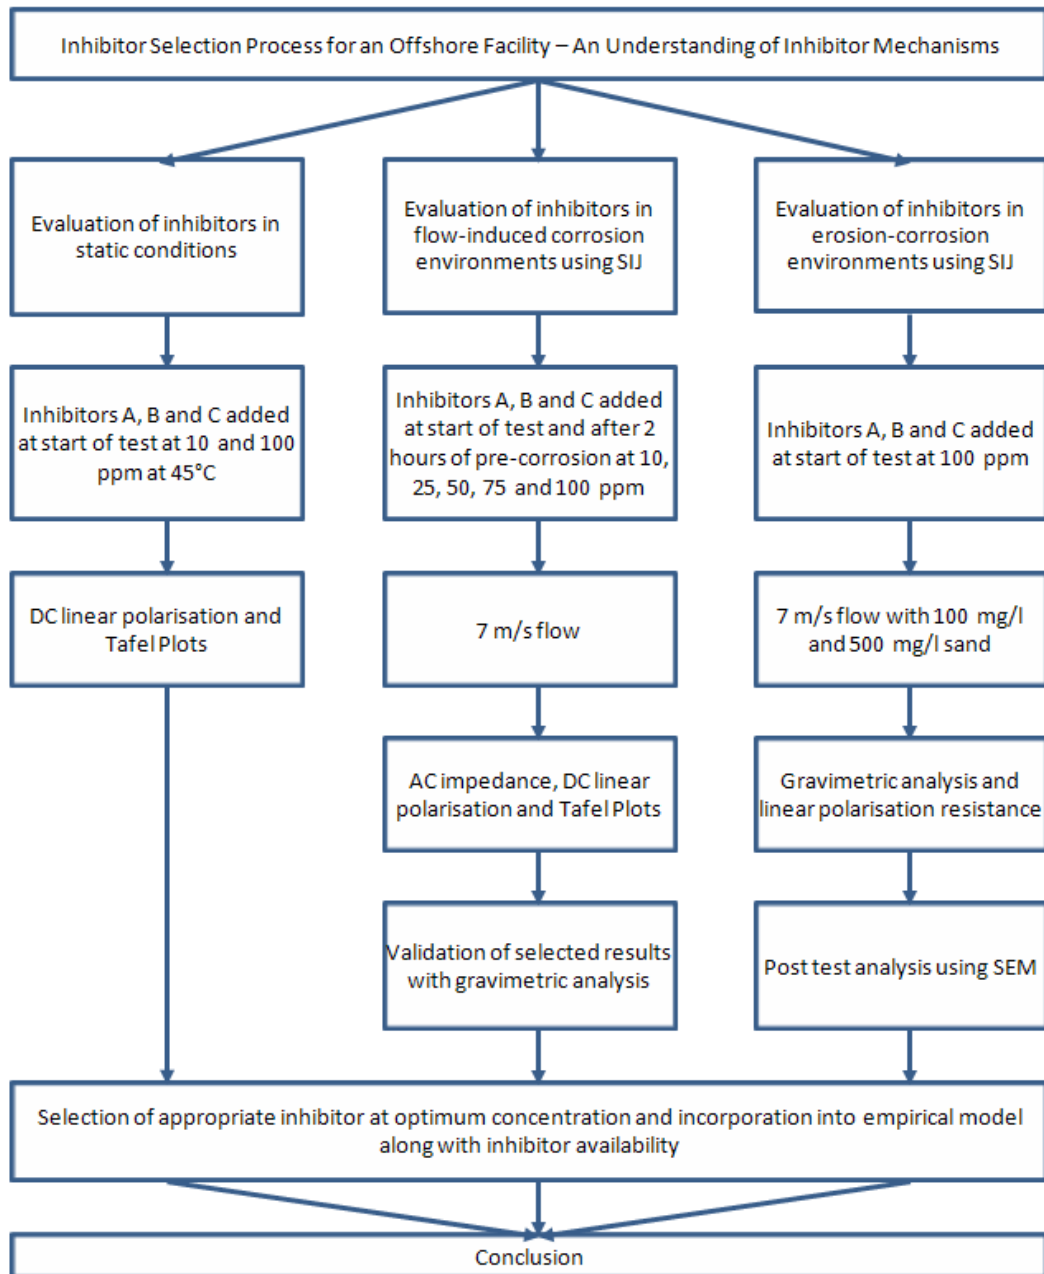 Inhibitor Selection Process for an Offshore Facility – An Understanding of Inhibitor Mechanisms
Evaluation of inhibitors in
static conditions
Evaluation of inhibitors in
flow-induced corrosion
environments using SIJ
Evaluation of inhibitors in
erosion-corrosion
environments using SIJ
Inhibitors A, B and C added
at start of test at 10 and 100
ppm at 45°C
Inhibitors A, B and C added
at start of test and after 2
hours of pre-corrosion at 10,
25, 50, 75 and 100 ppm
Inhibitors A, B and C added
at start of test at 100 ppm
DC linear polarisation and
Tafel Plots
7 m/s flow
7 m/s flow with 100 mg/l
and 500 mg/l sand
AC impedance, DC linear
polarisation and Tafel Plots
Gravimetric analysis and
linear polarisation resistance
Validation of selected results
with gravimetric analysis
Post test analysis using SEM
Selection of appropriate inhibitor at optimum concentration and incorporation into empirical model
along with inhibitor availability
Conclusion